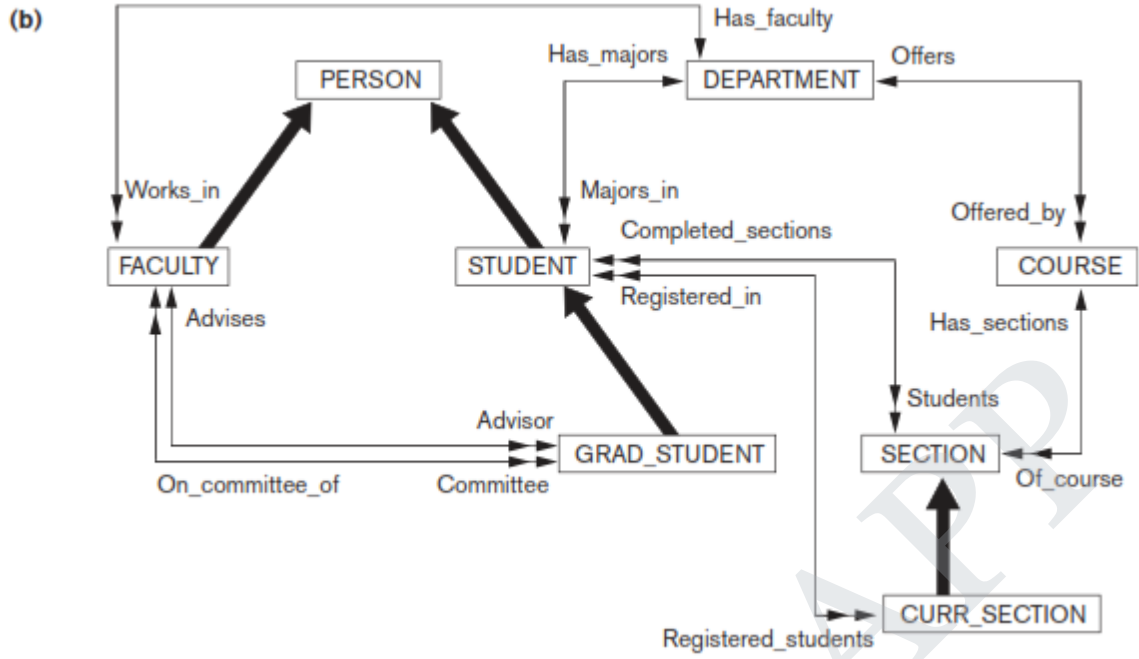 (b)
Has_faculty
Has_majors
Offers
PERSON
DEPARTMENT
Works_in
Majors_in
Offered_by
Completed_sections
FACULTY
STUDENT
COURSE
Registered_in
Advises
Has_sections
Students
Advisor
GRAD_STUDENT
SECTION
On_committee_of
Committee
Of_course
CURR_SECTION
Registered_students
APP